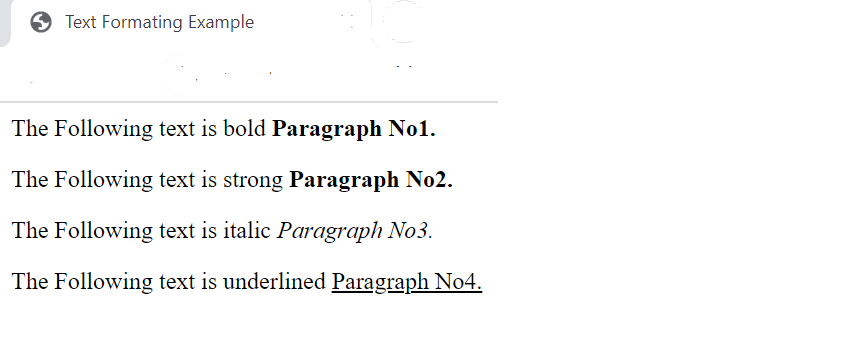 Text Formating Example
The Following text is bold Paragraph No1.
The Following text is strong Paragraph No2.
The Following text is italic Paragraph No3.
The Following text is underlined Paragraph No4.